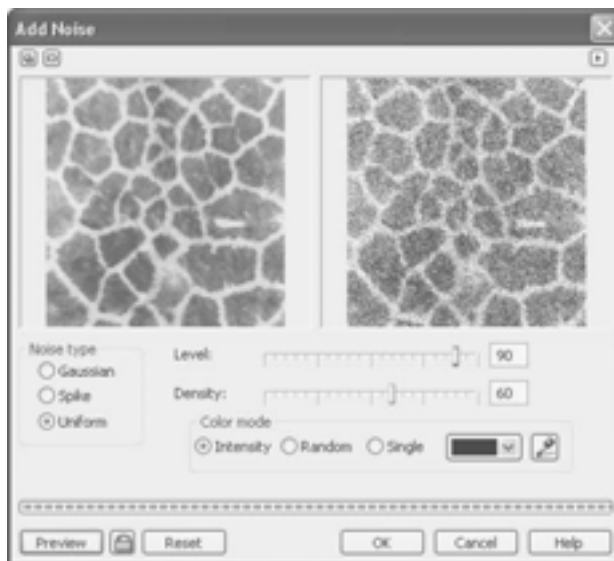 Add Noise
Noise type
Gaussian
Spike
Uniform
Level: 90
Density: 60
Color mode
Intensity Random Single
Preview Reset OK Cancel Help